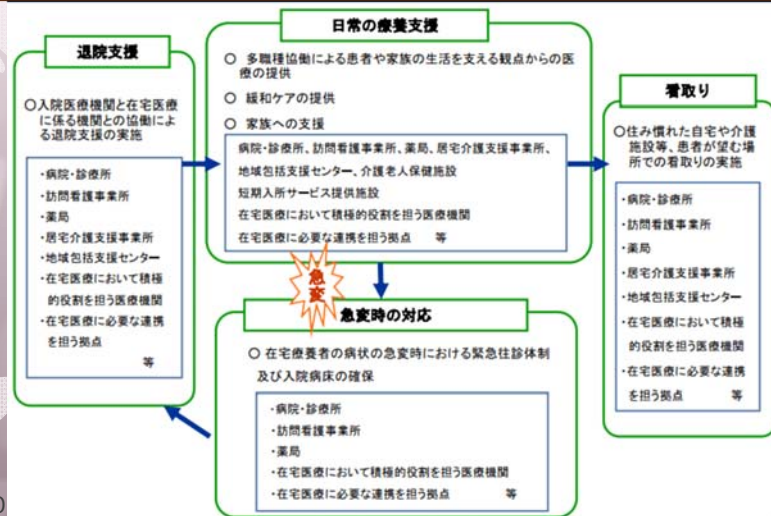 退院支援
○入院医療機関と在宅医療
に係る機関との協働によ
る退院支援の実施
・病院・診療所
・訪問看護事業所
・薬局
・居宅介護支援事業所
・地域包括支援センター
・在宅医療において積極
的役割を担う医療機関
・在宅医療に必要な連携
を担う拠点
等
日常の療養支援
○ 多職種協働による患者や家族の生活を支える観点からの医
療の提供
○ 緩和ケアの提供
○ 家族への支援
病院・診療所、訪問看護事業所、薬局、居宅介護支援事業所、
地域包括支援センター、介護老人保健施設
短期入所サービス提供施設
在宅医療において積極的役割を担う医療機関
在宅医療に必要な連携を担う拠点 等
急変
急変時の対応
○ 在宅療養者の病状の急変時における緊急往診体制
及び入院病床の確保
・病院・診療所
・訪問看護事業所
・薬局
・在宅医療において積極的役割を担う医療機関
・在宅医療に必要な連携を担う拠点 等
看取り
○住み慣れた自宅や介護
施設等、患者が望む場
所での看取りの実施
・病院・診療所
・訪問看護事業所
・薬局
・居宅介護支援事業所
・地域包括支援センター
・在宅医療において積極
的役割を担う医療機関
・在宅医療に必要な連携
を担う拠点 等